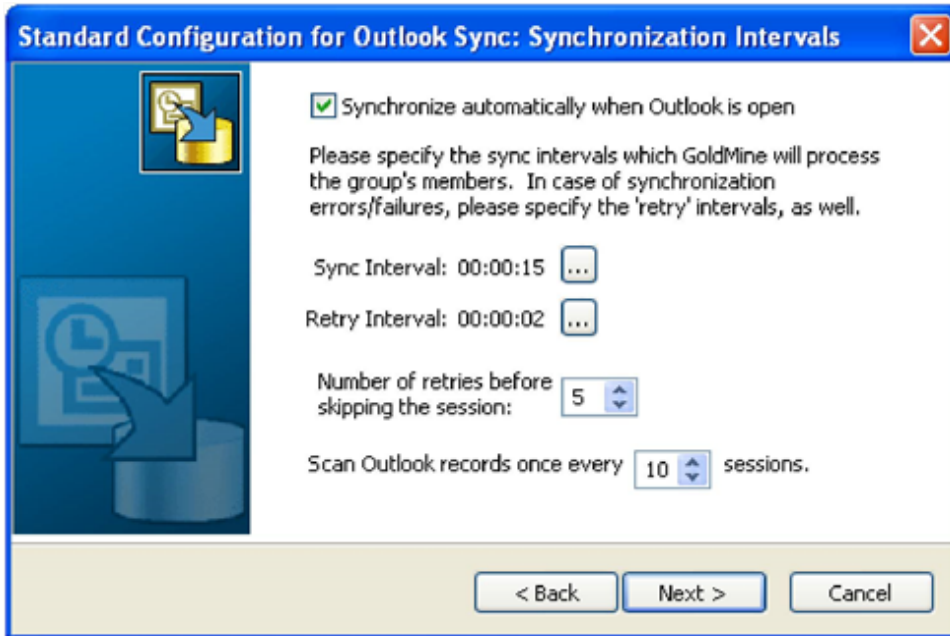 Standard Configuration for Outlook Sync: Synchronization Intervals
Synchronize automatically when Outlook is open
Please specify the sync intervals which GoldMine will process
the group's members. In case of synchronization
errors/failures, please specify the 'retry' intervals, as well.
Sync Interval: 00:00:15 ...
Retry Interval: 00:00:02 ...
Number of retries before
skipping the session: 5
Scan Outlook records once every 10 sessions.
< Back Next > Cancel